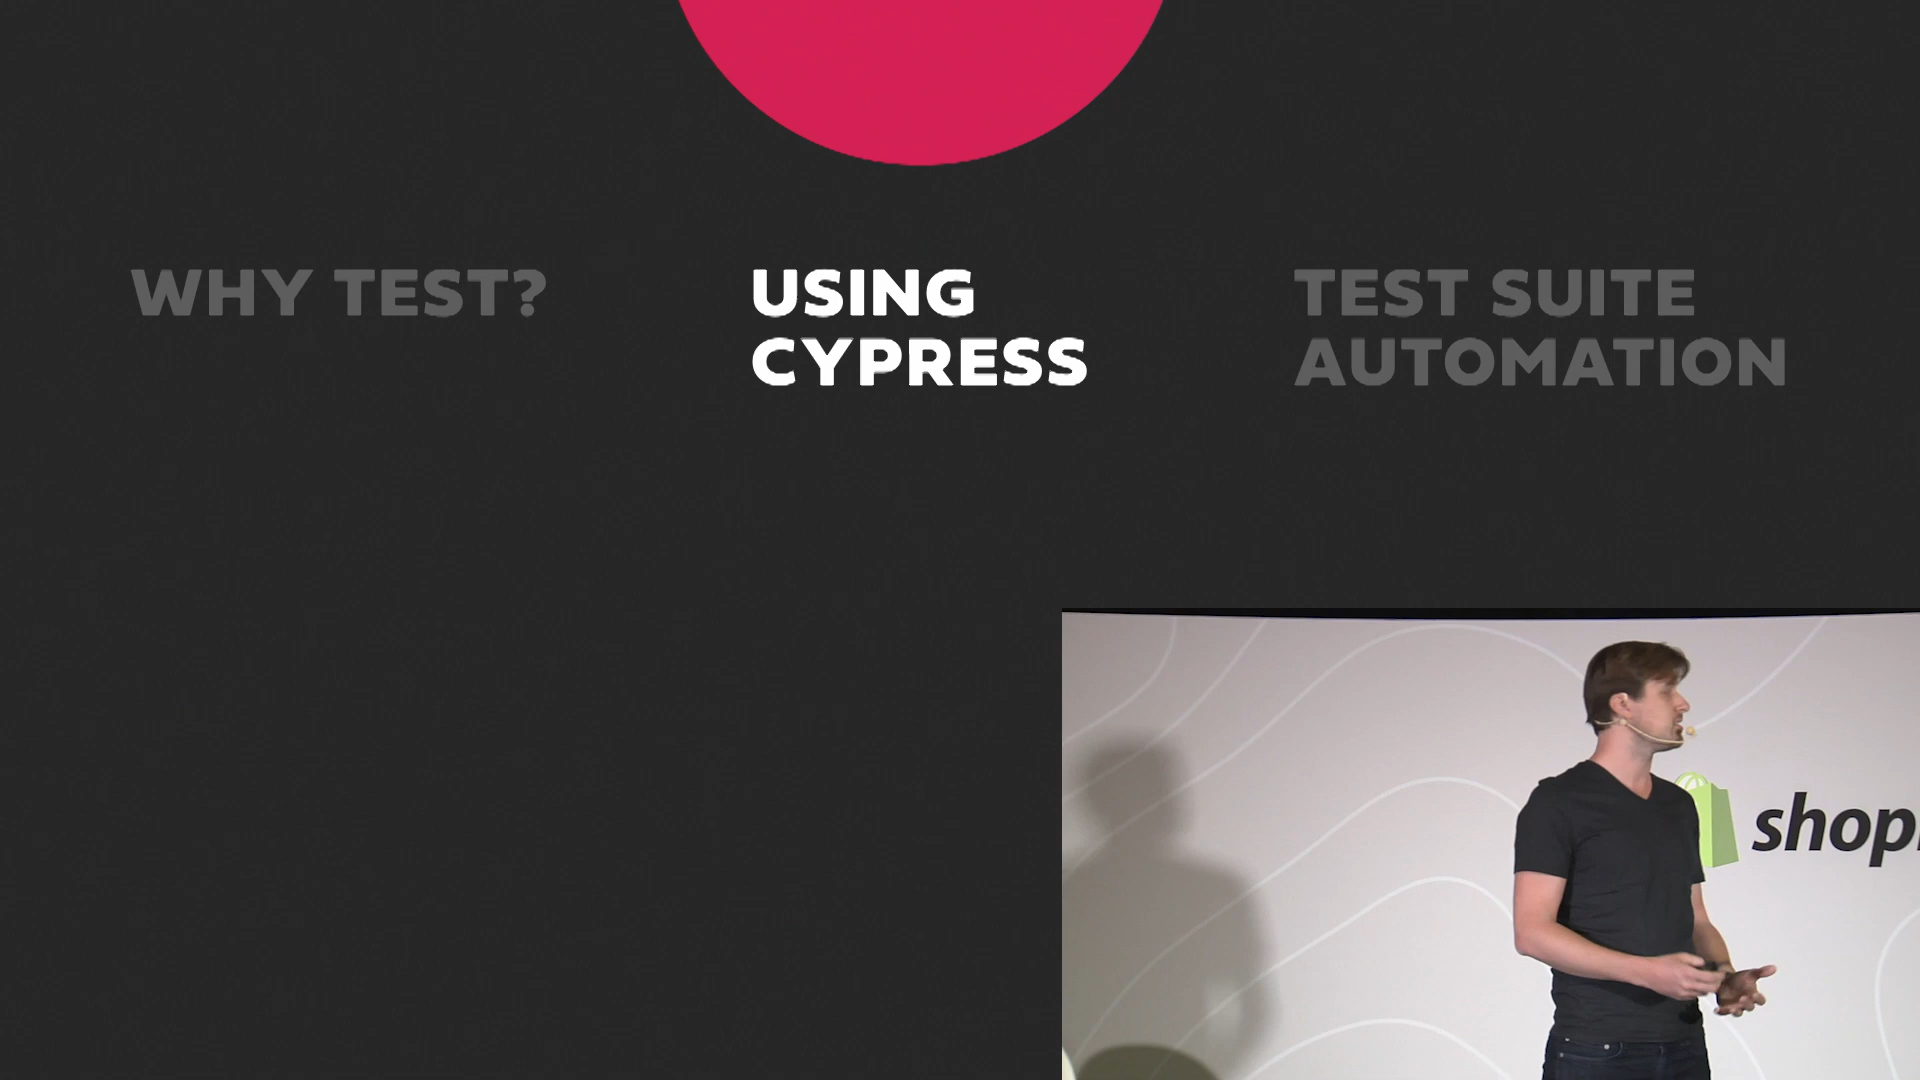 WHY TEST?
USING
CYPRESS
TEST SUITE
AUTOMATION
shop